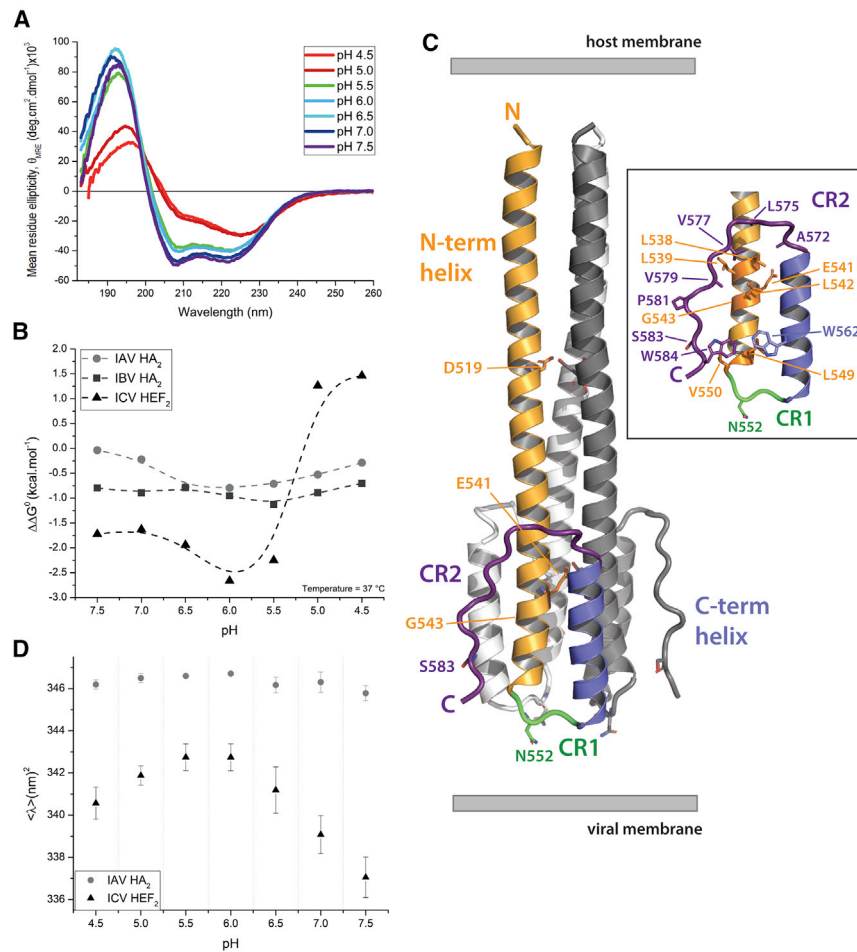 A
Mean residue ellipticity, θMRE (deg.cm².dmol⁻¹)x10³
100
80
60
40
20
0
-20
-40
-60
190
200
210
220
230
240
250
260
Wavelength (nm)
pH 4.5
pH 5.0
pH 5.5
pH 6.0
pH 6.5
pH 7.0
pH 7.5
B
ΔΔG⁰ (kcal.mol⁻¹)
2.0
1.5
1.0
0.5
0.0
-0.5
-1.0
-1.5
-2.0
-2.5
-3.0
7.5
7.0
6.5
6.0
5.5
5.0
4.5
pH
IAV HA₂
IBV HA₂
ICV HEF₂
Temperature = 37 °C
D
<λ>(nm)²
346
344
342
340
338
336
4.5
5.0
5.5
6.0
6.5
7.0
7.5
pH
IAV HA₂
ICV HEF₂
C
host membrane
N
N-term
helix
D519
E541
CR2
G543
S583
C
N552
CR1
C-term
helix
viral membrane
L575
CR2
V577
A572
L538
L539
E541
V579
L542
P581
G543
W562
S583
W584
C
L549
V550
CR1
N552